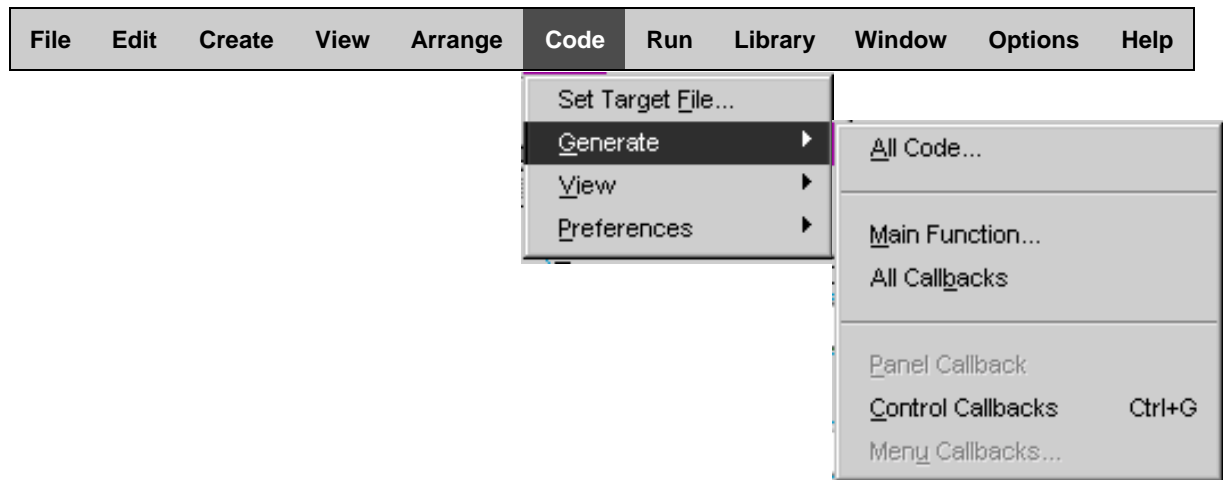 File Edit Create View Arrange Code Run Library Window Options Help
Set Target File...
Generate
View
Preferences
All Code...
Main Function...
All Callbacks
Panel Callback
Control Callbacks Ctrl+G
Menu Callbacks...